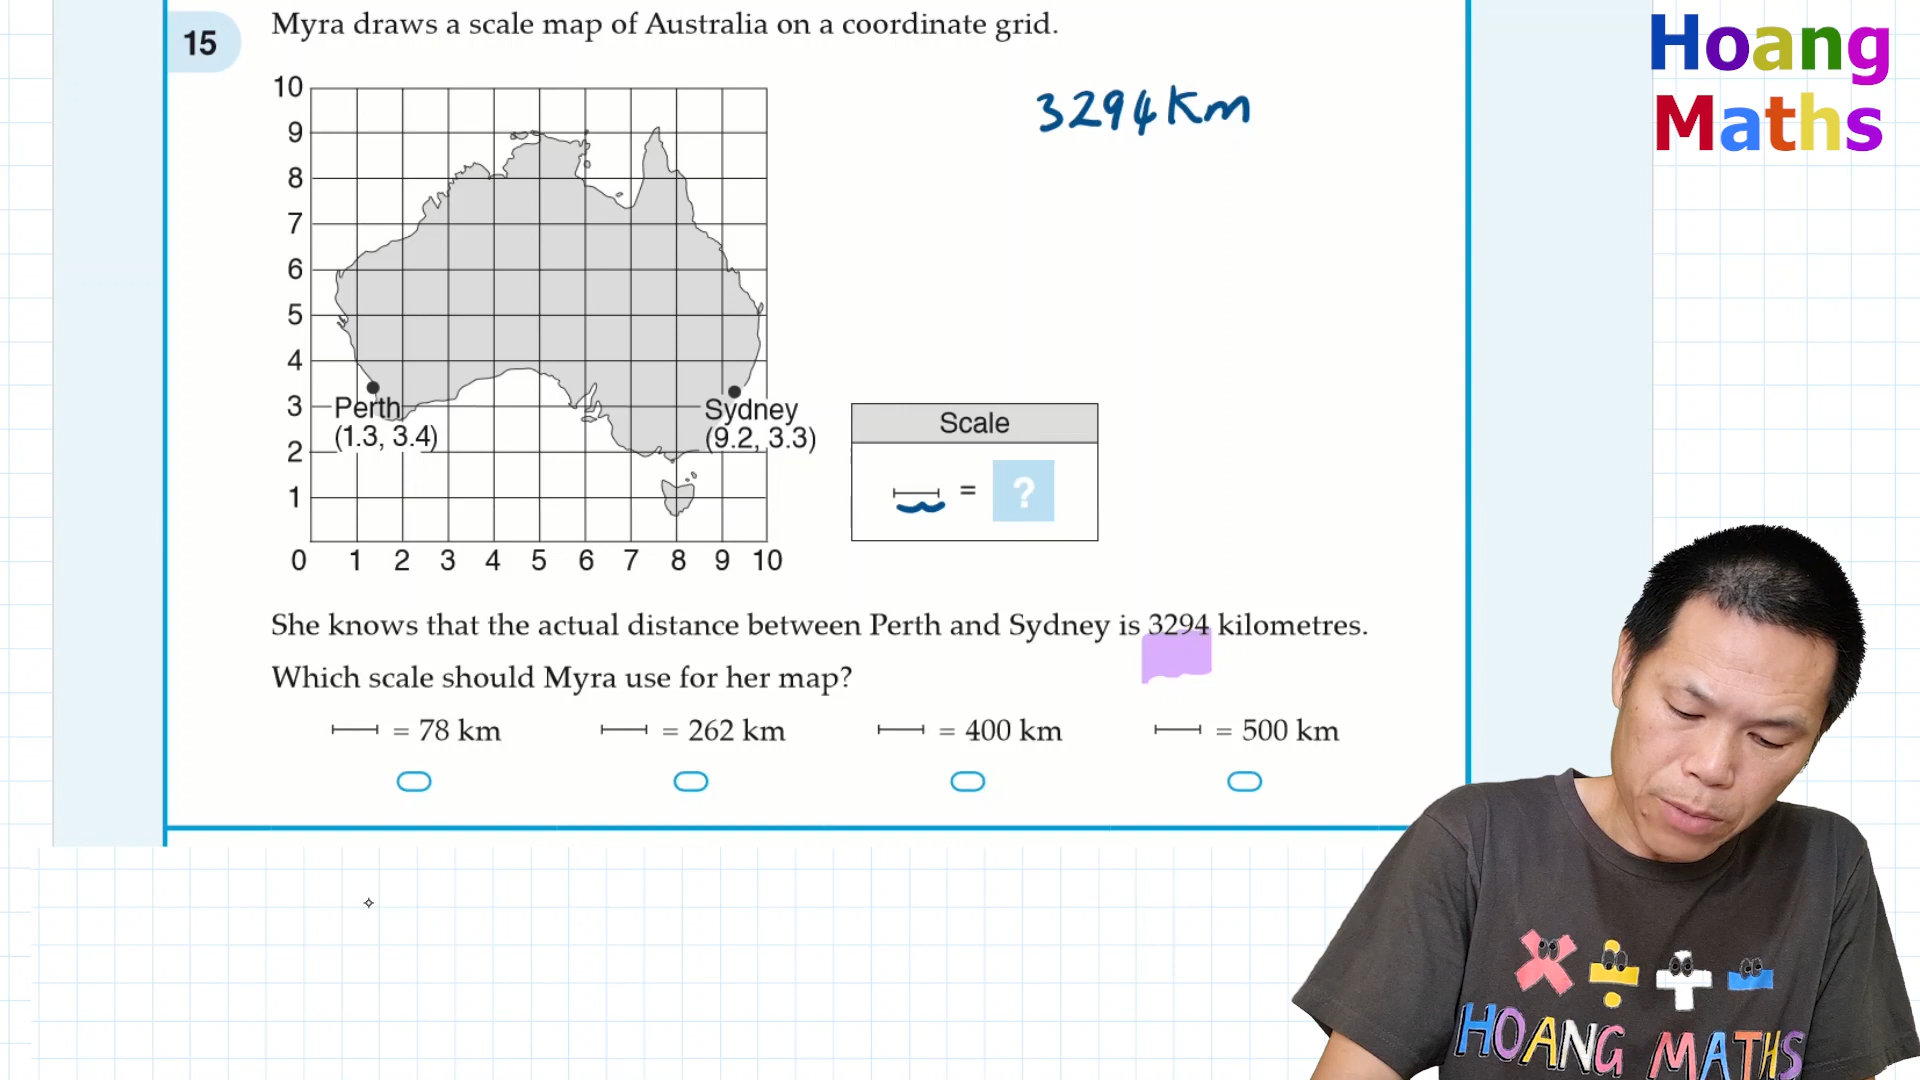 15
Myra draws a scale map of Australia on a coordinate grid.
Hoang
Maths
3294 Km
10
9
8
7
6
5
4
3
2
1
0 1 2 3 4 5 6 7 8 9 10
Perth
(1.3, 3.4)
Sydney
(9.2, 3.3)
Scale
= ?
She knows that the actual distance between Perth and Sydney is 3294 kilometres.
Which scale should Myra use for her map?
= 78 km = 262 km = 400 km = 500 km
HOANG MATHS